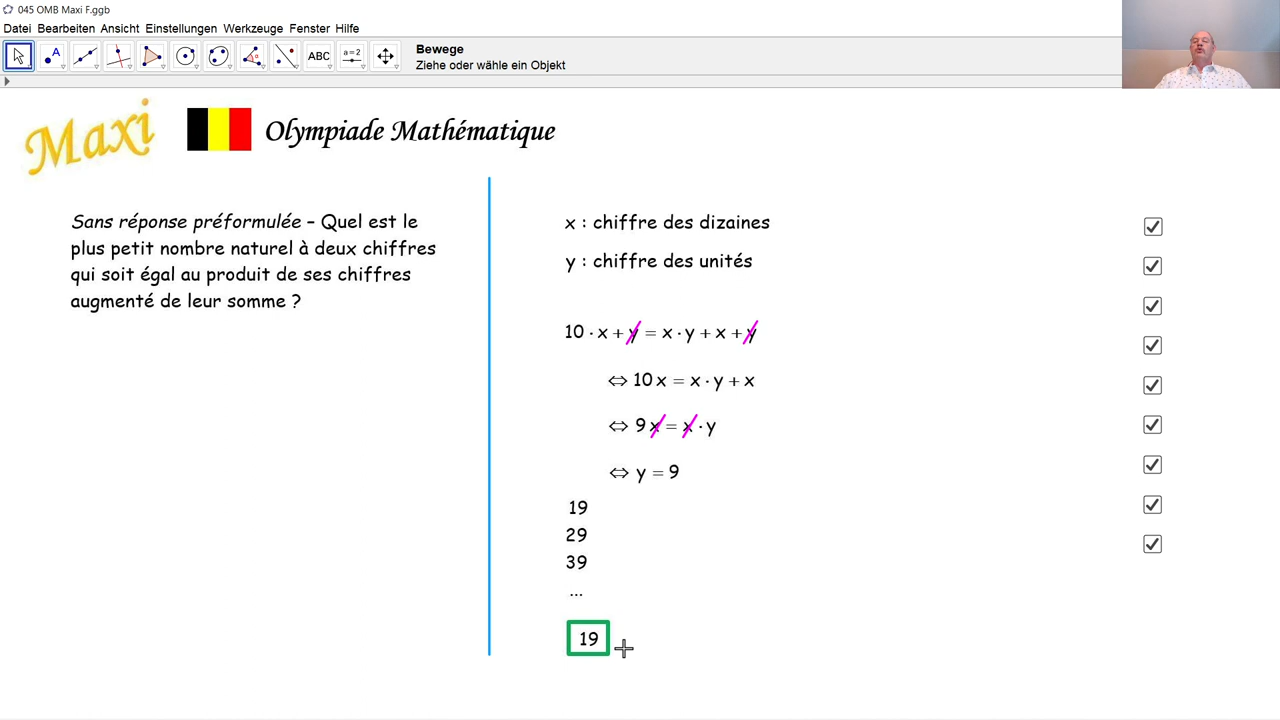 045 OMB Maxi F.ggb
Datei Bearbeiten Ansicht Einstellungen Werkzeuge Fenster Hilfe
A
ABC
a=2
Bewege
Ziehe oder wähle ein Objekt
Maxi
Olympiade Mathématique
Sans réponse préformulée – Quel est le
plus petit nombre naturel à deux chiffres
qui soit égal au produit de ses chiffres
augmenté de leur somme ?
x : chiffre des dizaines
y : chiffre des unités
10 · x + y = x · y + x + y
⇔ 10 x = x · y + x
⇔ 9 x = x · y
⇔ y = 9
19
29
39
...
19